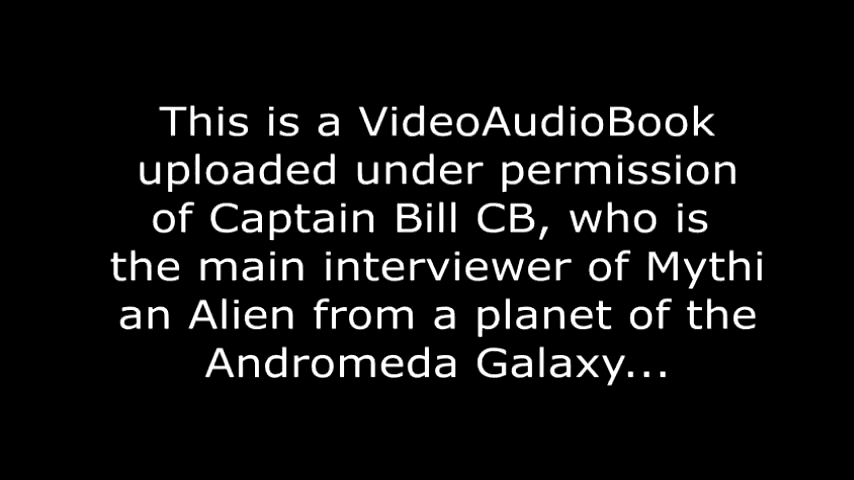 This is a VideoAudioBook
uploaded under permission
of Captain Bill CB, who is
the main interviewer of Mythi
an Alien from a planet of the
Andromeda Galaxy...